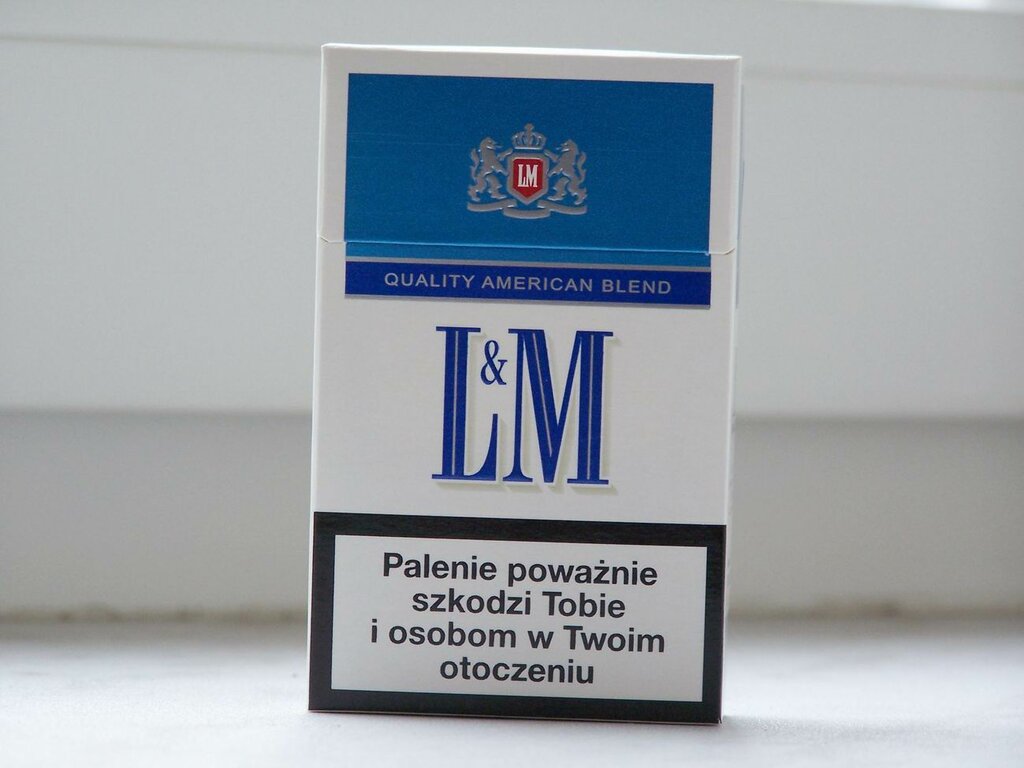 LM
QUALITY AMERICAN BLEND
L&M
Palenie poważnie
szkodzi Tobie
i osobom w Twoim
otoczeniu